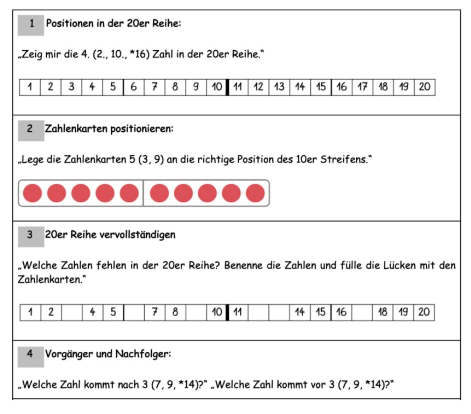 1 Positionen in der 20er Reihe:
„Zeig mir die 4. (2., 10., *16) Zahl in der 20er Reihe.“
1 2 3 4 5 6 7 8 9 10 11 12 13 14 15 16 17 18 19 20
2 Zahlenkarten positionieren:
„Lege die Zahlenkarten 5 (3, 9) an die richtige Position des 10er Streifens.“
3 20er Reihe vervollständigen
„Welche Zahlen fehlen in der 20er Reihe? Benenne die Zahlen und fülle die Lücken mit den
Zahlenkarten.“
1 2 4 5 7 8 10 11 14 15 16 18 19 20
4 Vorgänger und Nachfolger:
„Welche Zahl kommt nach 3 (7, 9, *14)?“ „Welche Zahl kommt vor 3 (7, 9, *14)?“